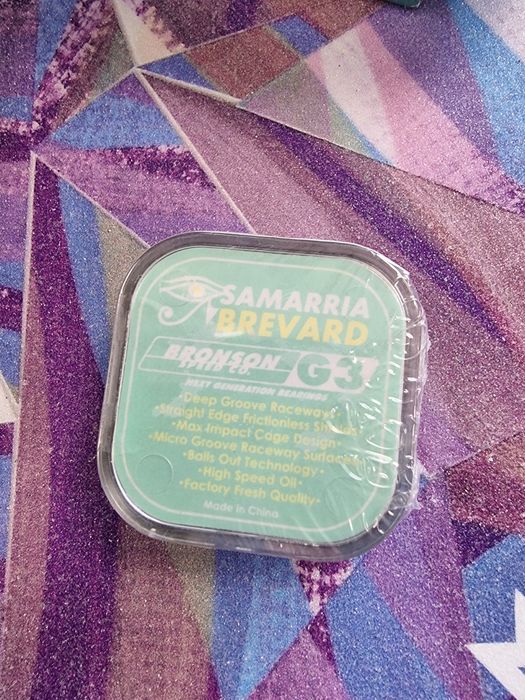 SAMARRIA
BREVARD
BRONSON G3
SPEED CO.
NEXT GENERATION BEARINGS
•Deep Groove Raceways•
•Straight Edge Frictionless Shields•
•Max Impact Cage Design•
•Micro Groove Raceway Surfaces•
•Balls Out Technology•
•High Speed Oil•
•Factory Fresh Quality•
Made in China